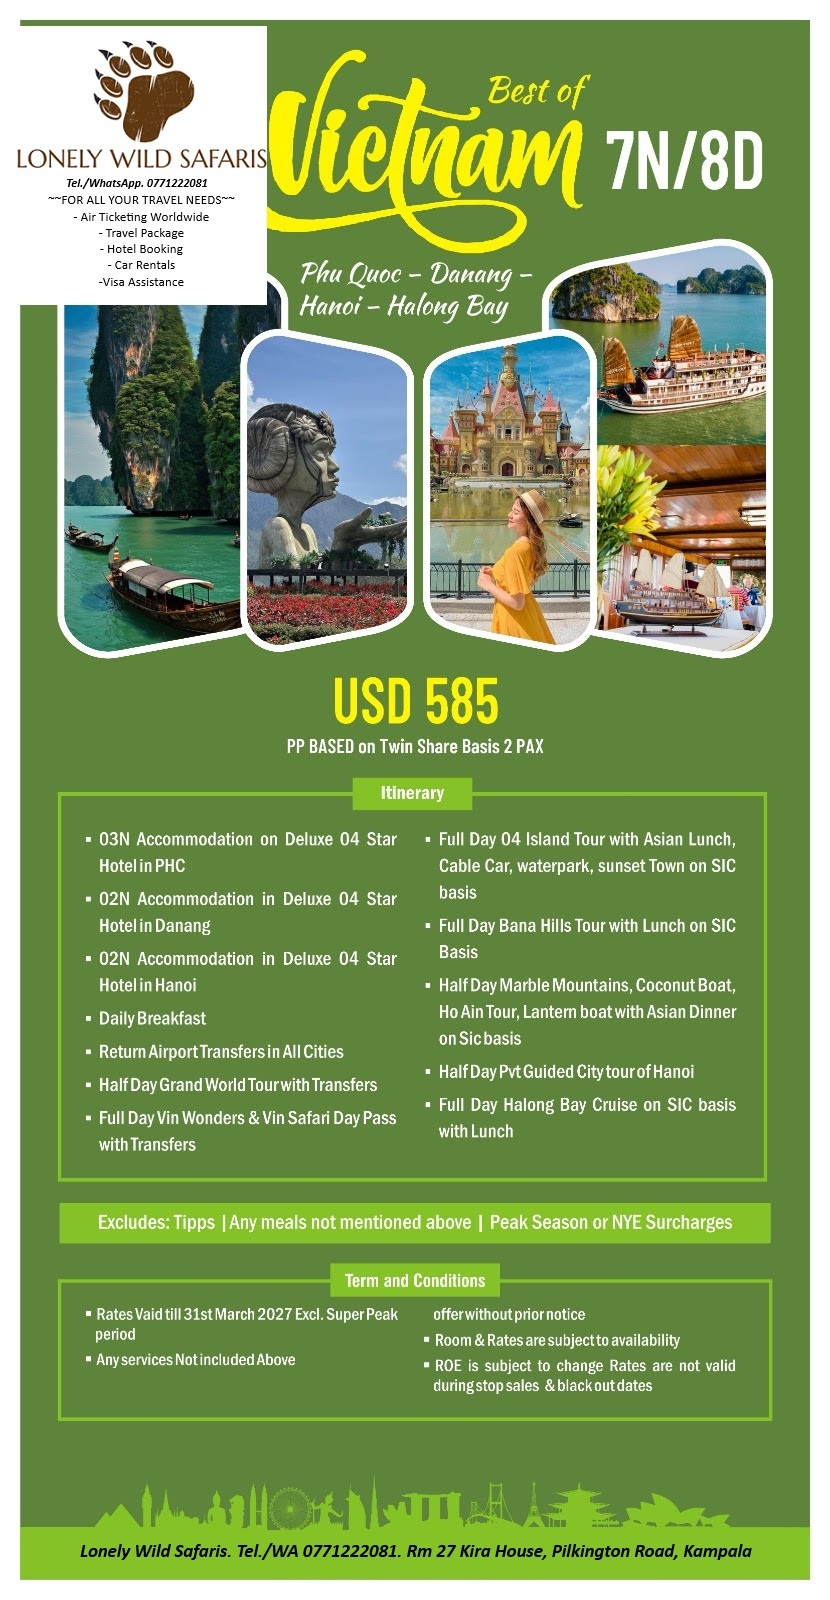 LONELY WILD SAFARIS
Tel./WhatsApp. 0771222081
~~FOR ALL YOUR TRAVEL NEEDS~~
- Air Ticketing Worldwide
- Travel Package
- Hotel Booking
- Car Rentals
-Visa Assistance
Best of
Vietnam
7N/8D
Phu Quoc – Danang –
Hanoi – Halong Bay
USD 585
PP BASED on Twin Share Basis 2 PAX
Itinerary
▪ 03N Accommodation on Deluxe 04 Star
Hotel in PHC
▪ 02N Accommodation in Deluxe 04 Star
Hotel in Danang
▪ 02N Accommodation in Deluxe 04 Star
Hotel in Hanoi
▪ Daily Breakfast
▪ Return Airport Transfers in All Cities
▪ Half Day Grand World Tour with Transfers
▪ Full Day Vin Wonders & Vin Safari Day Pass
with Transfers
▪ Full Day 04 Island Tour with Asian Lunch,
Cable Car, waterpark, sunset Town on SIC
basis
▪ Full Day Bana Hills Tour with Lunch on SIC
Basis
▪ Half Day Marble Mountains, Coconut Boat,
Ho Ain Tour, Lantern boat with Asian Dinner
on Sic basis
▪ Half Day Pvt Guided City tour of Hanoi
▪ Full Day Halong Bay Cruise on SIC basis
with Lunch
Excludes: Tipps | Any meals not mentioned above | Peak Season or NYE Surcharges
Term and Conditions
▪ Rates Vaid till 31st March 2027 Excl. Super Peak
period
▪ Any services Not included Above
offer without prior notice
▪ Room & Rates are subject to availability
▪ ROE is subject to change Rates are not valid
during stop sales & black out dates
Lonely Wild Safaris. Tel./WA 0771222081. Rm 27 Kira House, Pilkington Road, Kampala